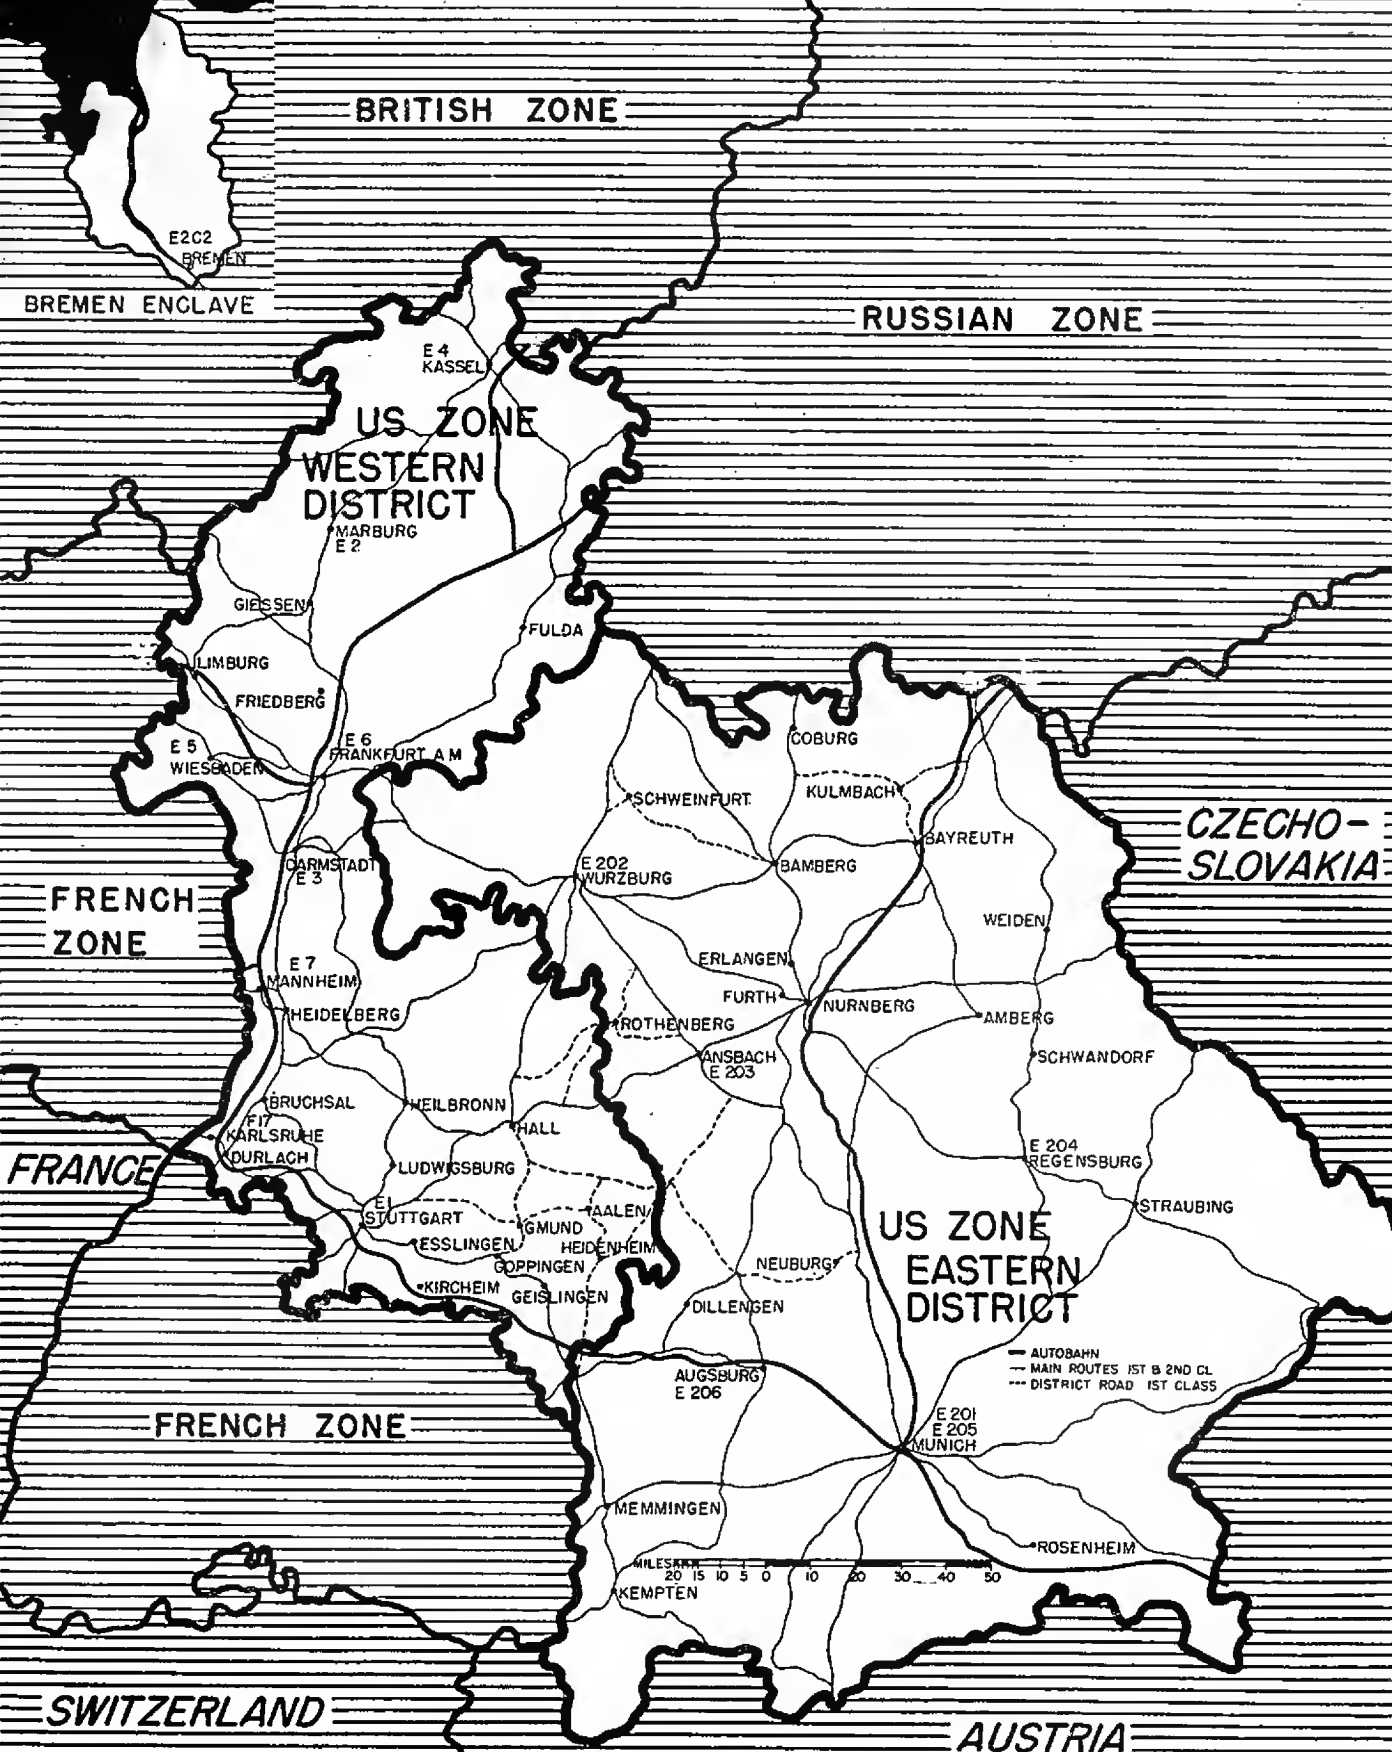 BRITISH ZONE
E2C2
BREMEN
BREMEN ENCLAVE
RUSSIAN ZONE
E 4
KASSEL
US ZONE
WESTERN
DISTRICT
MARBURG
E 2
GIESSEN
FULDA
LIMBURG
FRIEDBERG
E 5
WIESBADEN
E 6
FRANKFURT A M
COBURG
SCHWEINFURT
KULMBACH
CZECHO-
SLOVAKIA
BAYREUTH
DARMSTADT
E 3
E 202
WURZBURG
BAMBERG
FRENCH
ZONE
WEIDEN
E 7
MANNHEIM
ERLANGEN
FURTH
NURNBERG
HEIDELBERG
ROTHENBERG
AMBERG
ANSBACH
E 203
SCHWANDORF
BRUCHSAL
HEILBRONN
F17
KARLSRUHE
HALL
DURLACH
FRANCE
LUDWIGSBURG
E 204
REGENSBURG
E1
STUTTGART
AALEN
STRAUBING
GMUND
US ZONE
EASTERN
DISTRICT
ESSLINGEN
HEIDENHEIM
GOPPINGEN
NEUBURG
KIRCHEIM
GEISLINGEN
DILLENGEN
AUTOBAHN
MAIN ROUTES 1ST B 2ND CL
DISTRICT ROAD 1ST CLASS
AUGSBURG
E 206
FRENCH ZONE
E 201
E 205
MUNICH
MEMMINGEN
ROSENHEIM
MILES
20 15 10 5 0 10 20 30 40 50
KEMPTEN
SWITZERLAND
AUSTRIA